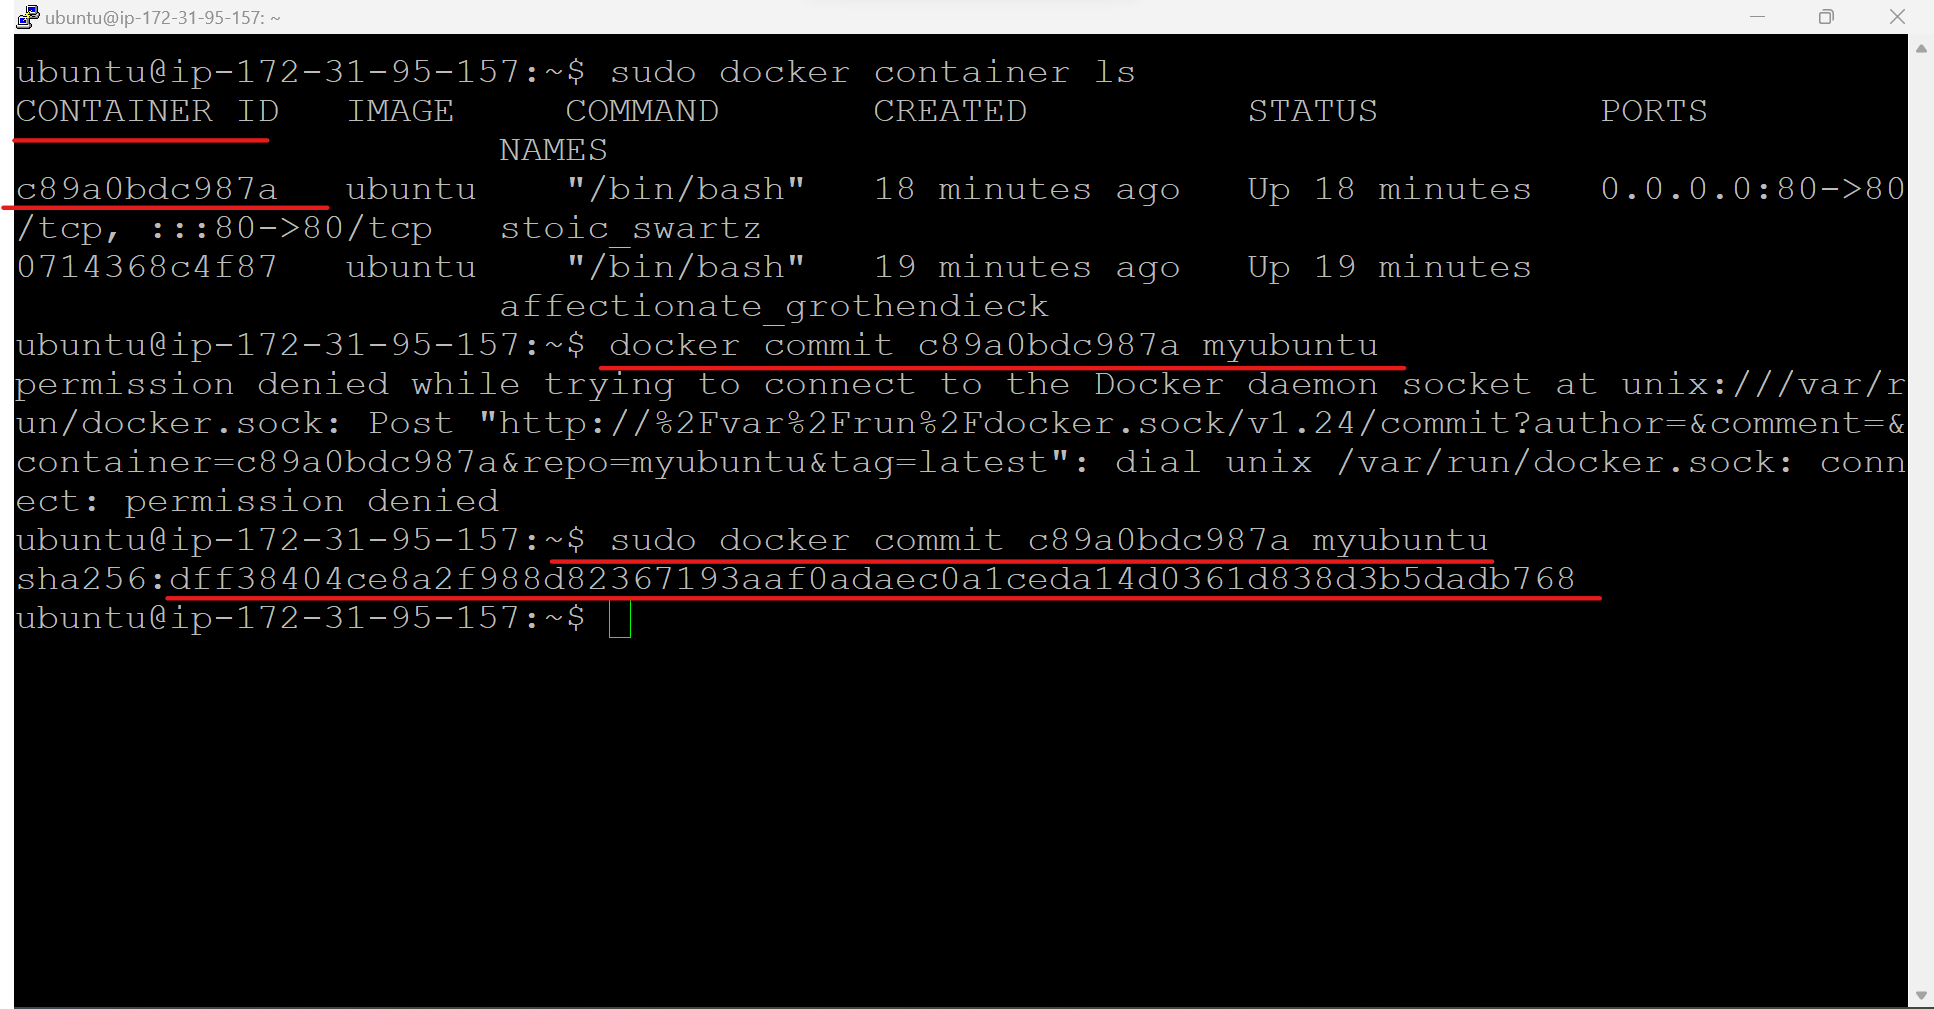 ubuntu@ip-172-31-95-157: ~
ubuntu@ip-172-31-95-157:~$ sudo docker container ls
CONTAINER ID   IMAGE     COMMAND       CREATED          STATUS          PORTS
                      NAMES
c89a0bdc987a   ubuntu    "/bin/bash"   18 minutes ago   Up 18 minutes   0.0.0.0:80->80
/tcp, :::80->80/tcp   stoic_swartz
0714368c4f87   ubuntu    "/bin/bash"   19 minutes ago   Up 19 minutes
                      affectionate_grothendieck
ubuntu@ip-172-31-95-157:~$ docker commit c89a0bdc987a myubuntu
permission denied while trying to connect to the Docker daemon socket at unix:///var/r
un/docker.sock: Post "http://%2Fvar%2Frun%2Fdocker.sock/v1.24/commit?author=&comment=&
container=c89a0bdc987a&repo=myubuntu&tag=latest": dial unix /var/run/docker.sock: conn
ect: permission denied
ubuntu@ip-172-31-95-157:~$ sudo docker commit c89a0bdc987a myubuntu
sha256:dff38404ce8a2f988d82367193aaf0adaec0a1ceda14d0361d838d3b5dadb768
ubuntu@ip-172-31-95-157:~$